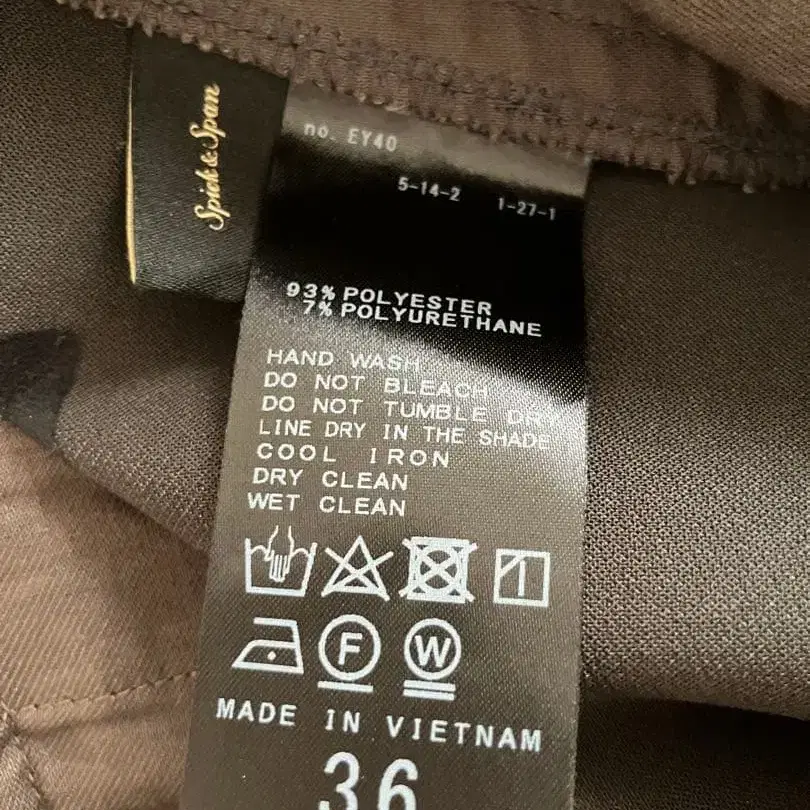 Spick & Span
no. EY40
5-14-2 1-27-1
93% POLYESTER
7% POLYURETHANE
HAND WASH
DO NOT BLEACH
DO NOT TUMBLE DRY
LINE DRY IN THE SHADE
COOL IRON
DRY CLEAN
WET CLEAN
F W
MADE IN VIETNAM
36